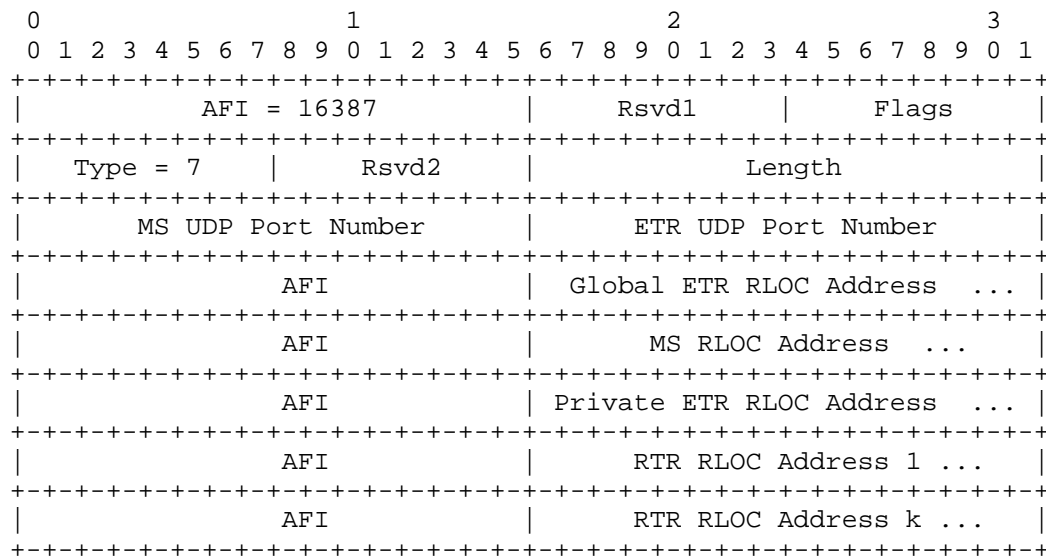 0                   1                   2                   3
 0 1 2 3 4 5 6 7 8 9 0 1 2 3 4 5 6 7 8 9 0 1 2 3 4 5 6 7 8 9 0 1
+-+-+-+-+-+-+-+-+-+-+-+-+-+-+-+-+-+-+-+-+-+-+-+-+-+-+-+-+-+-+-+-+
|           AFI = 16387         |     Rsvd1     |     Flags     |
+-+-+-+-+-+-+-+-+-+-+-+-+-+-+-+-+-+-+-+-+-+-+-+-+-+-+-+-+-+-+-+-+
|   Type = 7    |     Rsvd2     |             Length            |
+-+-+-+-+-+-+-+-+-+-+-+-+-+-+-+-+-+-+-+-+-+-+-+-+-+-+-+-+-+-+-+-+
|       MS UDP Port Number      |      ETR UDP Port Number      |
+-+-+-+-+-+-+-+-+-+-+-+-+-+-+-+-+-+-+-+-+-+-+-+-+-+-+-+-+-+-+-+-+
|                AFI            |  Global ETR RLOC Address  ... |
+-+-+-+-+-+-+-+-+-+-+-+-+-+-+-+-+-+-+-+-+-+-+-+-+-+-+-+-+-+-+-+-+
|                AFI            |       MS RLOC Address  ...    |
+-+-+-+-+-+-+-+-+-+-+-+-+-+-+-+-+-+-+-+-+-+-+-+-+-+-+-+-+-+-+-+-+
|                AFI            | Private ETR RLOC Address  ... |
+-+-+-+-+-+-+-+-+-+-+-+-+-+-+-+-+-+-+-+-+-+-+-+-+-+-+-+-+-+-+-+-+
|                AFI            |      RTR RLOC Address 1 ...   |
+-+-+-+-+-+-+-+-+-+-+-+-+-+-+-+-+-+-+-+-+-+-+-+-+-+-+-+-+-+-+-+-+
|                AFI            |      RTR RLOC Address k ...   |
+-+-+-+-+-+-+-+-+-+-+-+-+-+-+-+-+-+-+-+-+-+-+-+-+-+-+-+-+-+-+-+-+